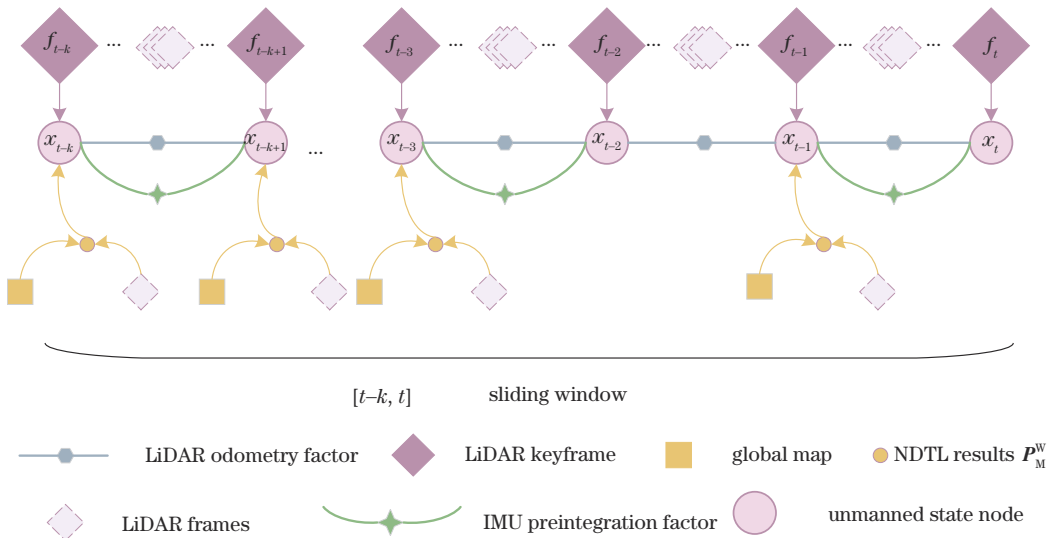 f_{t–k} ... ... f_{t–k+1} f_{t–3} ... ... f_{t–2} ... ... f_{t–1} ... ... f_t
x_{t–k} x_{t–k+1} ... x_{t–3} x_{t–2} x_{t–1} x_t
[t–k, t] sliding window
LiDAR odometry factor LiDAR keyframe global map NDTL results P_M^W
LiDAR frames IMU preintegration factor unmanned state node